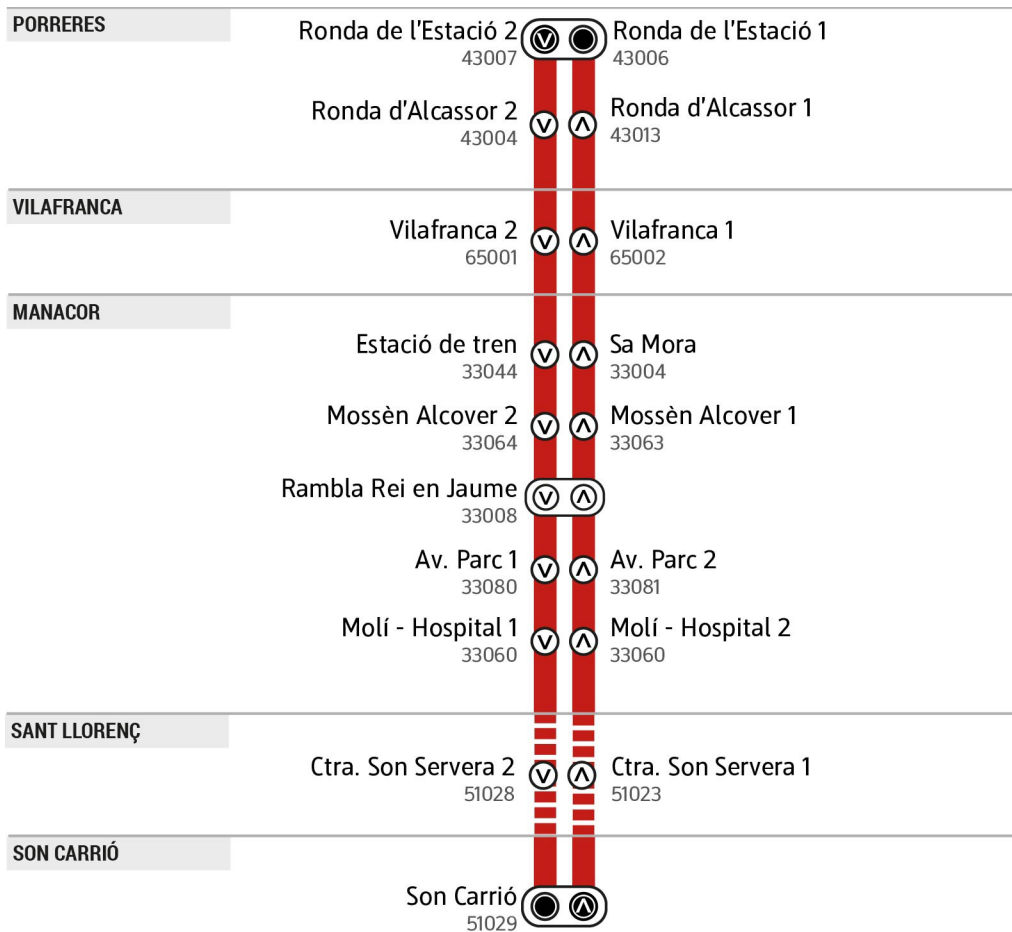 PORRERES
Ronda de l'Estació 2
43007
Ronda de l'Estació 1
43006
Ronda d'Alcassor 2
43004
Ronda d'Alcassor 1
43013
VILAFRANCA
Vilafranca 2
65001
Vilafranca 1
65002
MANACOR
Estació de tren
33044
Sa Mora
33004
Mossèn Alcover 2
33064
Mossèn Alcover 1
33063
Rambla Rei en Jaume
33008
Av. Parc 1
33080
Av. Parc 2
33081
Molí - Hospital 1
33060
Molí - Hospital 2
33060
SANT LLORENÇ
Ctra. Son Servera 2
51028
Ctra. Son Servera 1
51023
SON CARRIÓ
Son Carrió
51029